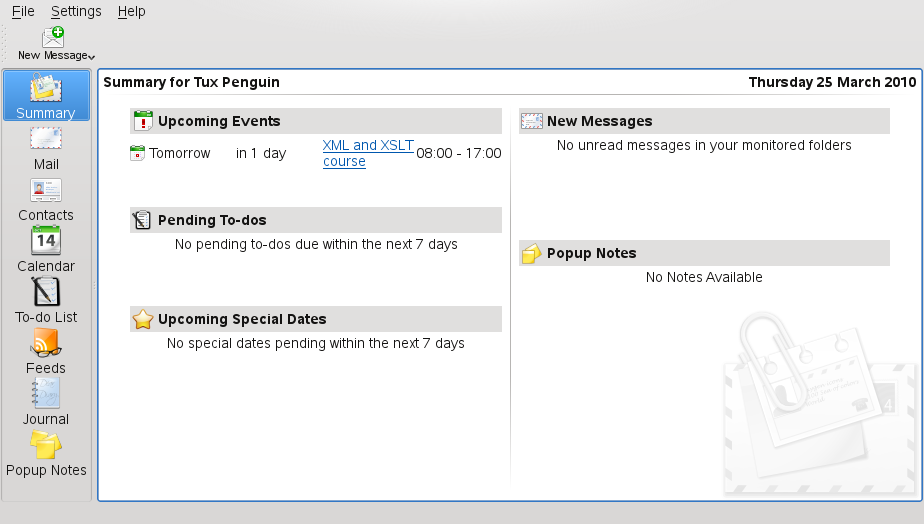 File Settings Help
New Message
Summary for Tux Penguin Thursday 25 March 2010
Summary
Mail
Contacts
14
Calendar
To-do List
Feeds
Journal
Popup Notes
Upcoming Events
Tomorrow in 1 day XML and XSLT course 08:00 - 17:00
Pending To-dos
No pending to-dos due within the next 7 days
Upcoming Special Dates
No special dates pending within the next 7 days
New Messages
No unread messages in your monitored folders
Popup Notes
No Notes Available